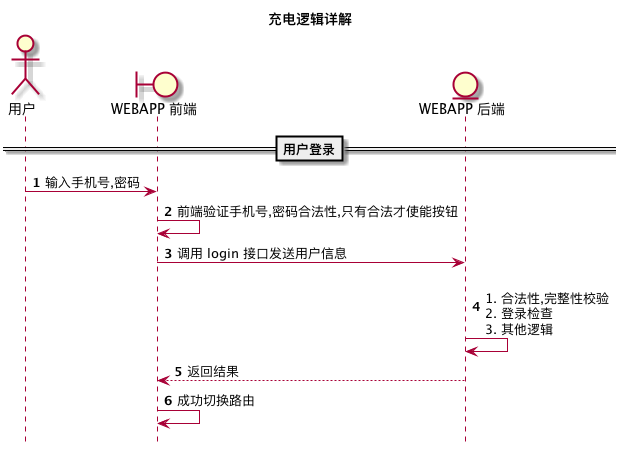 充电逻辑详解
用户
WEBAPP 前端
WEBAPP 后端
用户登录
1 输入手机号,密码
2 前端验证手机号,密码合法性,只有合法才使能按钮
3 调用 login 接口发送用户信息
4 1. 合法性,完整性校验
2. 登录检查
3. 其他逻辑
5 返回结果
6 成功切换路由